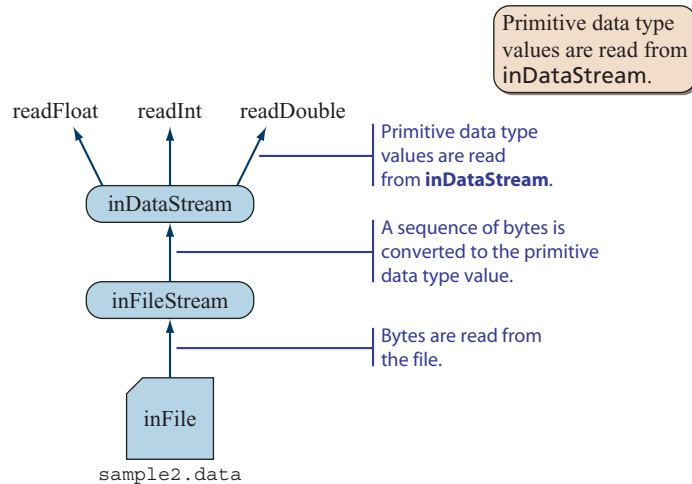 Primitive data type
values are read from
inDataStream.
readFloat readInt readDouble
Primitive data type
values are read
from inDataStream.
inDataStream
A sequence of bytes is
converted to the primitive
data type value.
inFileStream
Bytes are read from
the file.
inFile
sample2.data